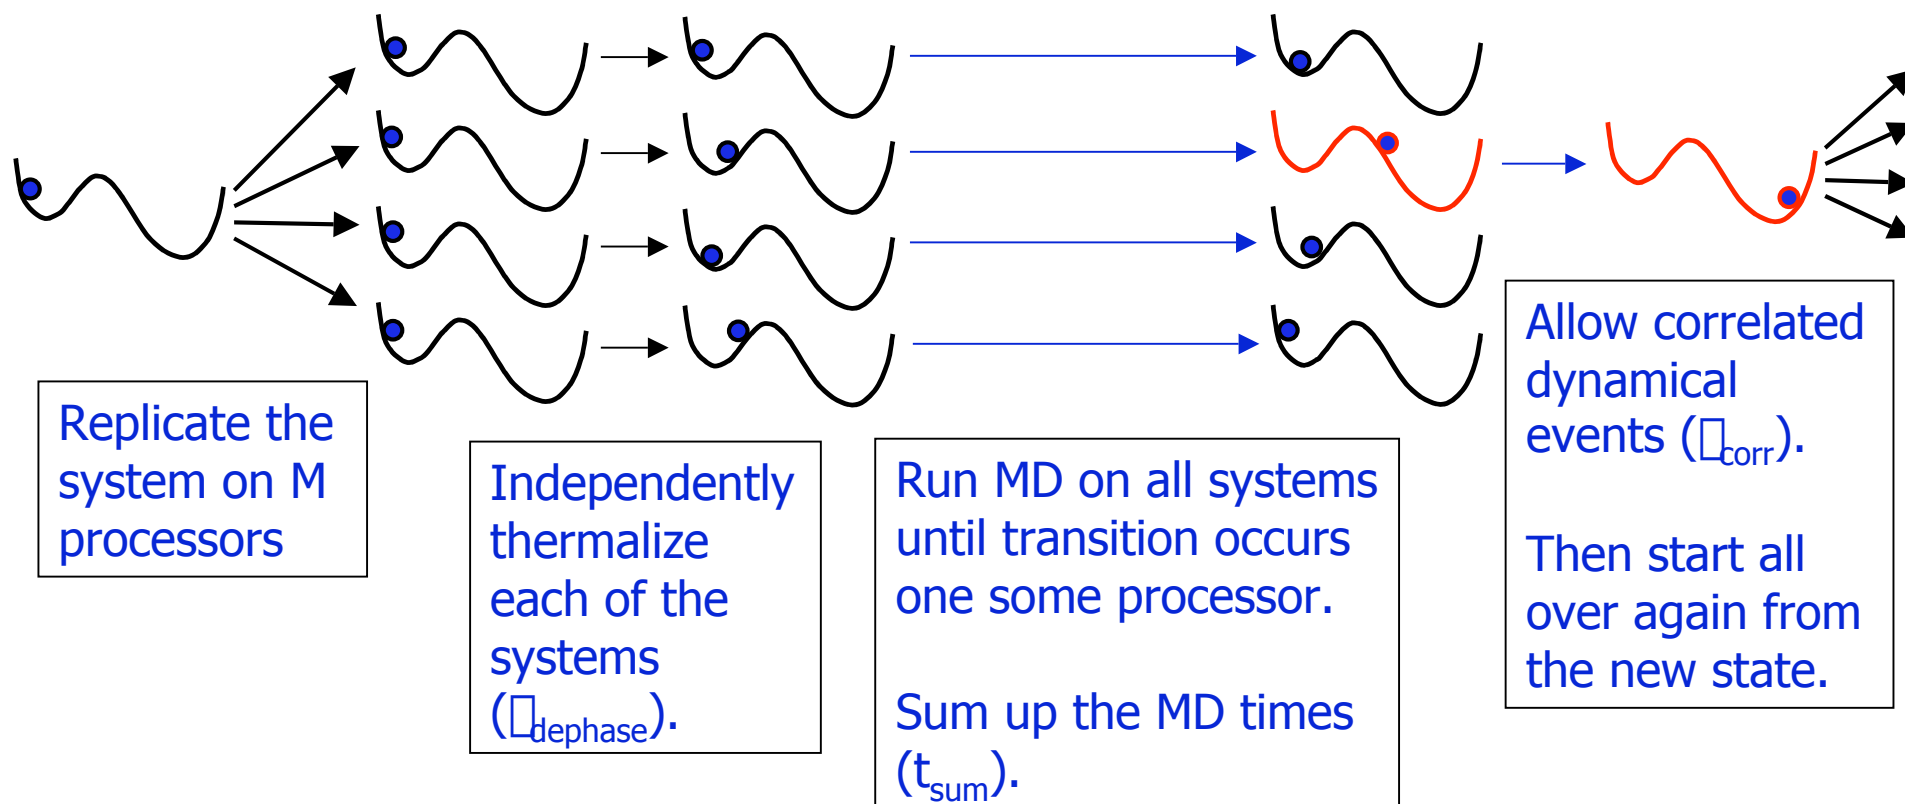 Replicate the
system on M
processors
Independently
thermalize
each of the
systems
(□dephase).
Run MD on all systems
until transition occurs
one some processor.
Sum up the MD times
(tsum).
Allow correlated
dynamical
events (□corr).
Then start all
over again from
the new state.